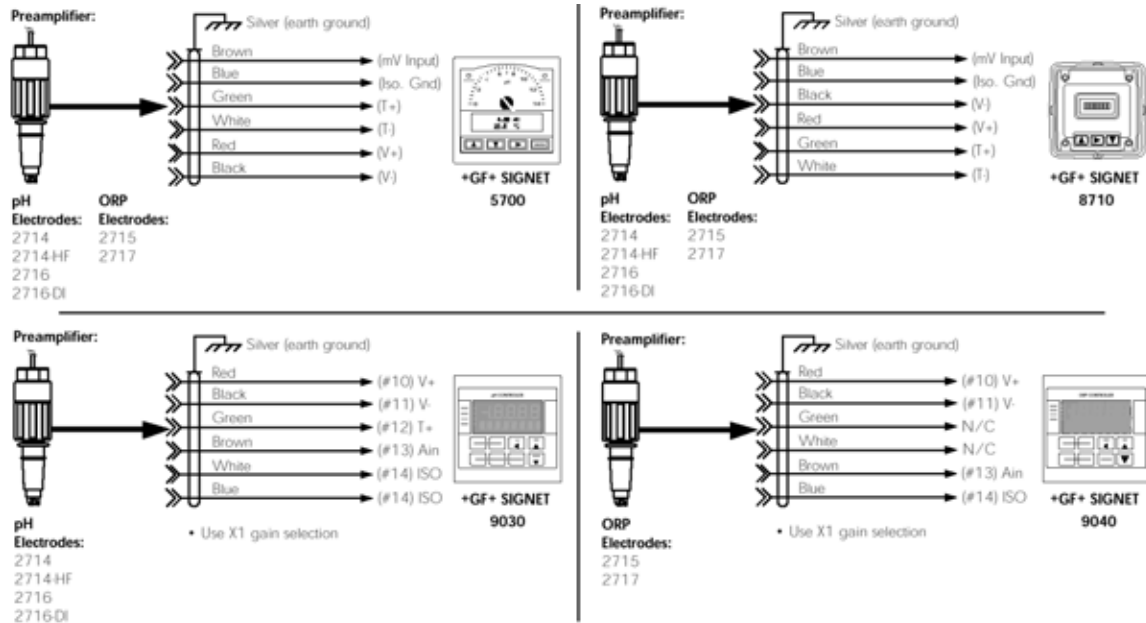 Preamplifier:
Silver (earth ground)
Brown (mV Input)
Blue (Iso. Gnd)
Green (T+)
White (T-)
Red (V+)
Black (V-)
+GF+ SIGNET
5700
pH ORP
Electrodes: Electrodes:
2714 2715
2714-HF 2717
2716
2716-DI
Preamplifier:
Silver (earth ground)
Brown (mV Input)
Blue (Iso. Gnd)
Black (V-)
Red (V+)
Green (T+)
White (T-)
+GF+ SIGNET
8710
pH ORP
Electrodes: Electrodes:
2714 2715
2714-HF 2717
2716
2716-DI
Preamplifier:
Silver (earth ground)
Red (#10) V+
Black (#11) V-
Green (#12) T+
Brown (#13) Ain
White (#14) ISO
Blue (#14) ISO
pH CONTROLLER
+GF+ SIGNET
9030
• Use X1 gain selection
pH
Electrodes:
2714
2714-HF
2716
2716-DI
Preamplifier:
Silver (earth ground)
Red (#10) V+
Black (#11) V-
Green N/C
White N/C
Brown (#13) Ain
Blue (#14) ISO
ORP CONTROLLER
+GF+ SIGNET
9040
• Use X1 gain selection
ORP
Electrodes:
2715
2717